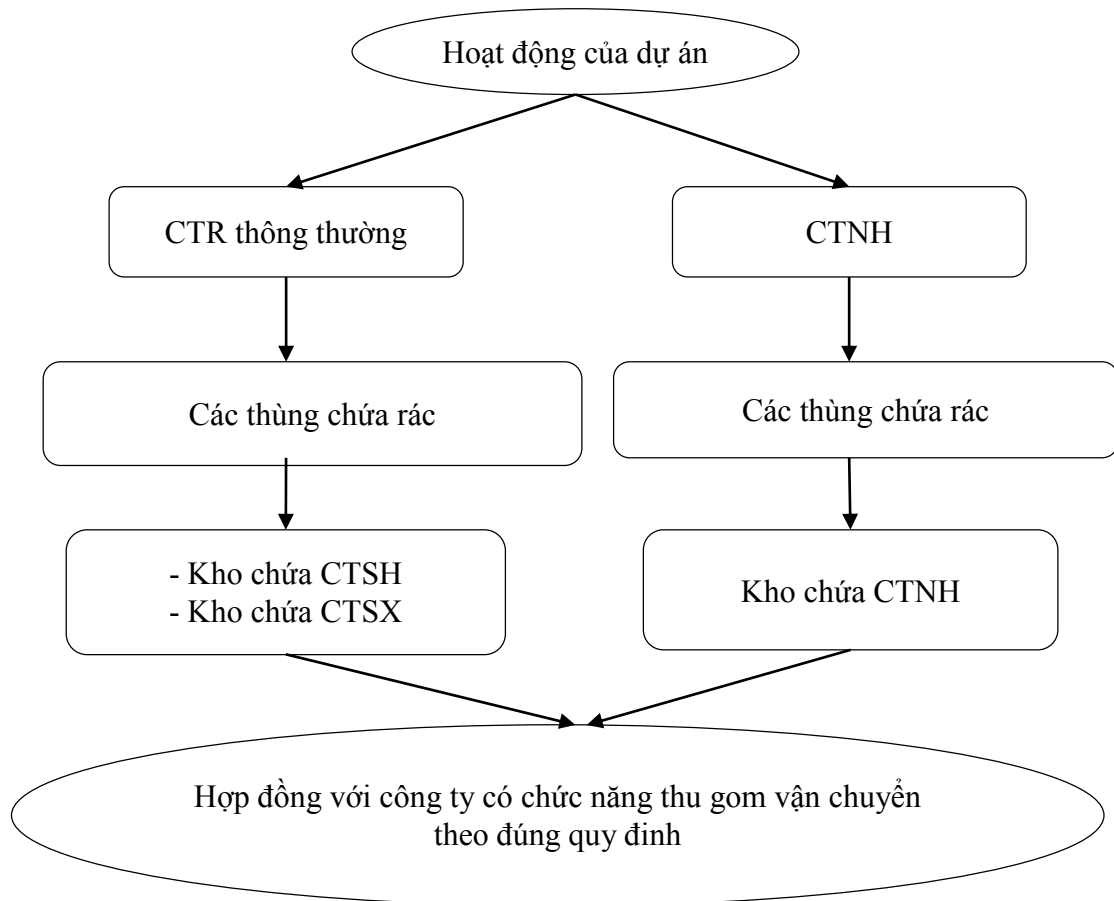 Hoạt động của dự án
CTR thông thường
CTNH
Các thùng chứa rác
Các thùng chứa rác
- Kho chứa CTSH
- Kho chứa CTSX
Kho chứa CTNH
Hợp đồng với công ty có chức năng thu gom vận chuyển
theo đúng quy đinh